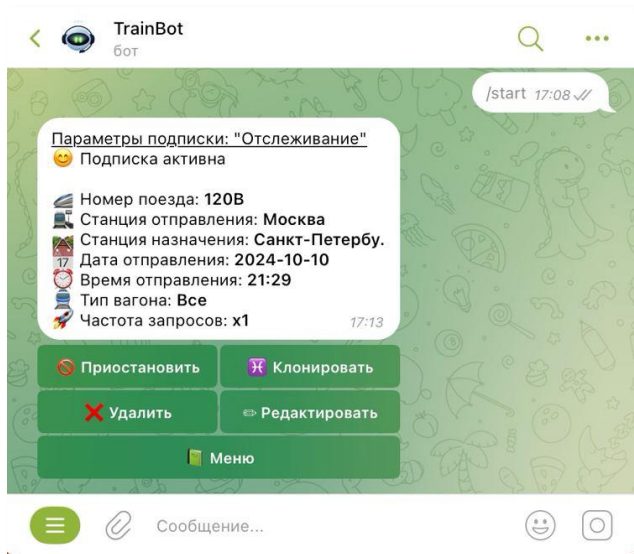 TrainBot
бот
/start 17:08
Параметры подписки: "Отслеживание"
😊 Подписка активна
🚄 Номер поезда: 120В
Станция отправления: Москва
Станция назначения: Санкт-Петербу.
17 Дата отправления: 2024-10-10
⏰ Время отправления: 21:29
Тип вагона: Все
🚀 Частота запросов: x1
17:13
🚫 Приостановить
♓ Клонировать
❌ Удалить
✏ Редактировать
📗 Меню
Сообщение...